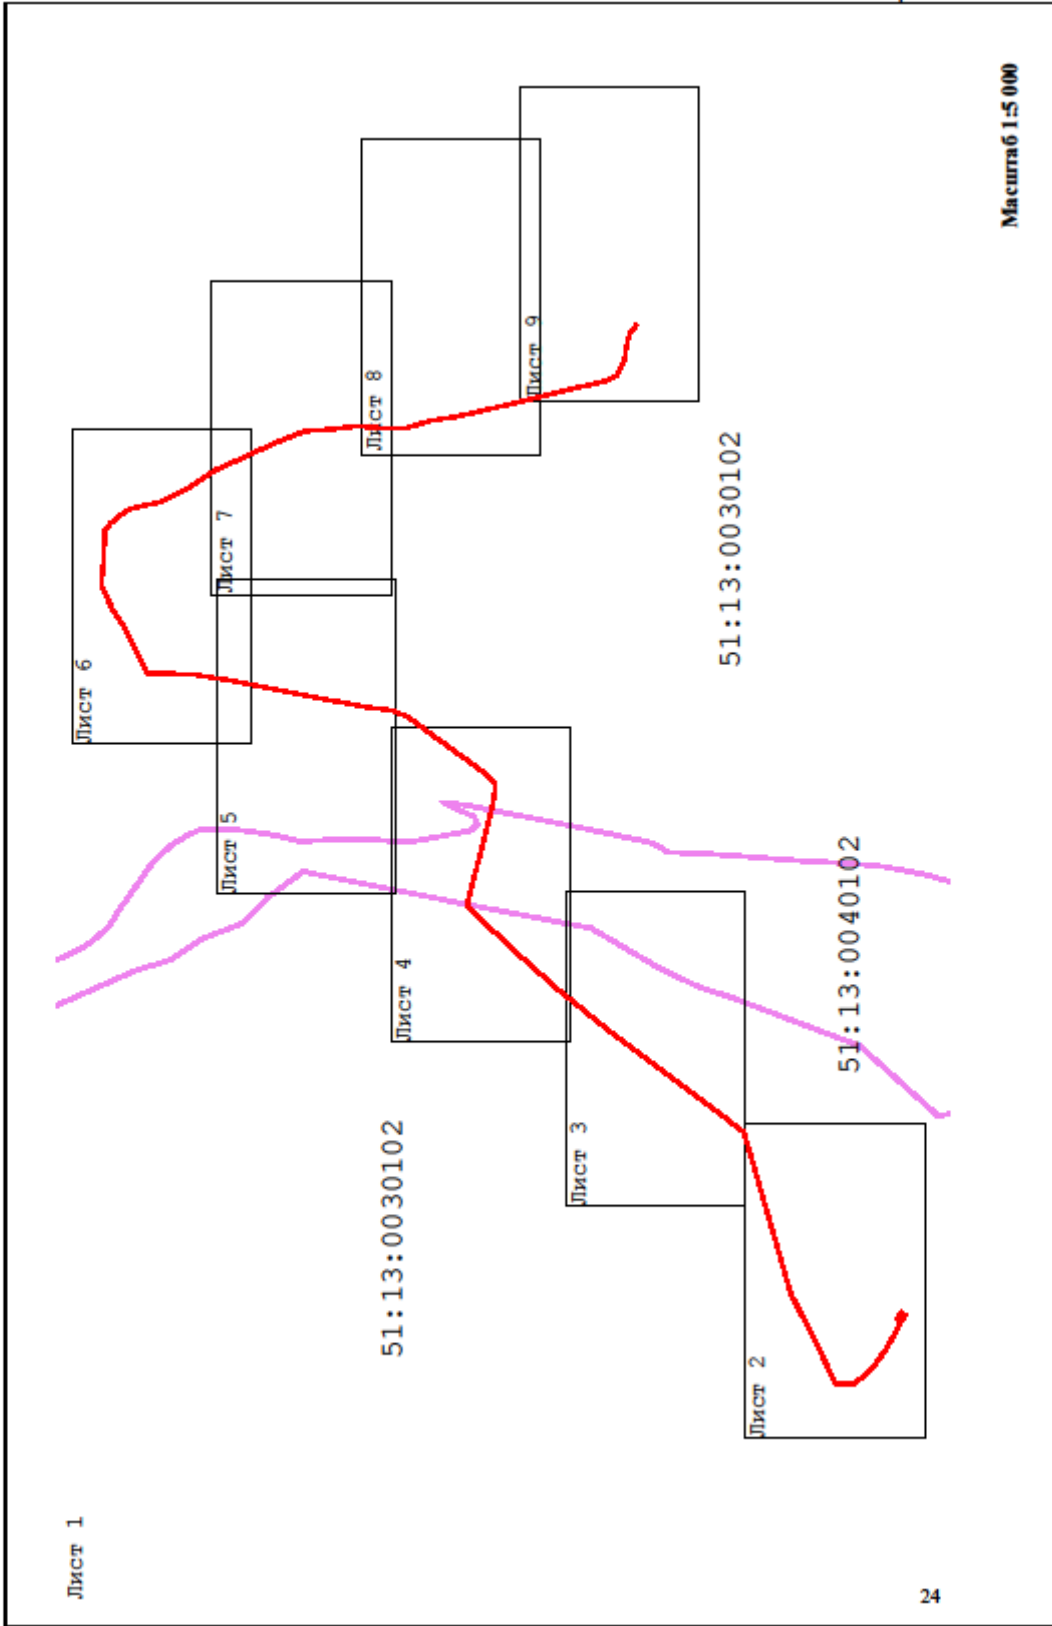 Лист 1
Лист 6
Лист 7
Лист 5
Лист 8
Лист 9
Лист 4
51:13:0030102
Лист 3
51:13:0030102
51:13:0040102
Лист 2
Масштаб 1:5 000
24